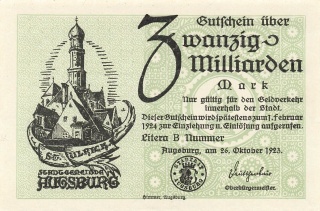 Gutschein über
Zwanzig
Milliarden
Mark
Nur gültig für den Geldverkehr
innerhalb der Stadt.
Dieser Gutschein wird spätestens zum 1. Februar
1924 zur Einziehung u. Einlösung aufgerufen.
Litera B Nummer
Augsburg, am 26. Oktober 1923.
ST. ULRICH
STADTGEMEINDE
AUGSBURG
Oberbürgermeister.